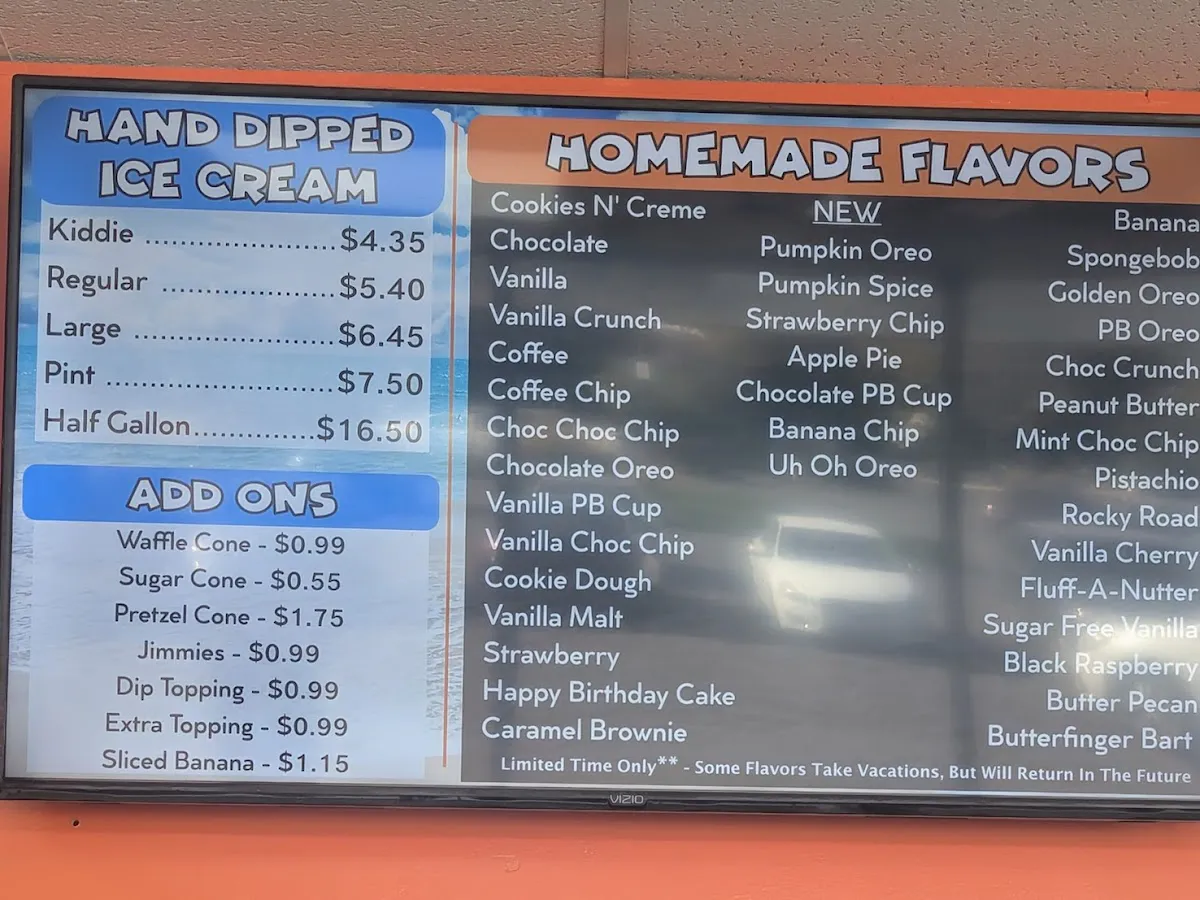 HAND DIPPED
ICE CREAM
Kiddie ......................$4.35
Regular ....................$5.40
Large .......................$6.45
Pint ..........................$7.50
Half Gallon..............$16.50
ADD ONS
Waffle Cone - $0.99
Sugar Cone - $0.55
Pretzel Cone - $1.75
Jimmies - $0.99
Dip Topping - $0.99
Extra Topping - $0.99
Sliced Banana - $1.15
HOMEMADE FLAVORS
Cookies N' Creme
Chocolate
Vanilla
Vanilla Crunch
Coffee
Coffee Chip
Choc Choc Chip
Chocolate Oreo
Vanilla PB Cup
Vanilla Choc Chip
Cookie Dough
Vanilla Malt
Strawberry
Happy Birthday Cake
Caramel Brownie
NEW
Pumpkin Oreo
Pumpkin Spice
Strawberry Chip
Apple Pie
Chocolate PB Cup
Banana Chip
Uh Oh Oreo
Banana
Spongebob
Golden Oreo
PB Oreo
Choc Crunch
Peanut Butter
Mint Choc Chip
Pistachio
Rocky Road
Vanilla Cherry
Fluff-A-Nutter
Sugar Free Vanilla
Black Raspberry
Butter Pecan
Butterfinger Bart
Limited Time Only** - Some Flavors Take Vacations, But Will Return In The Future
VIZIO